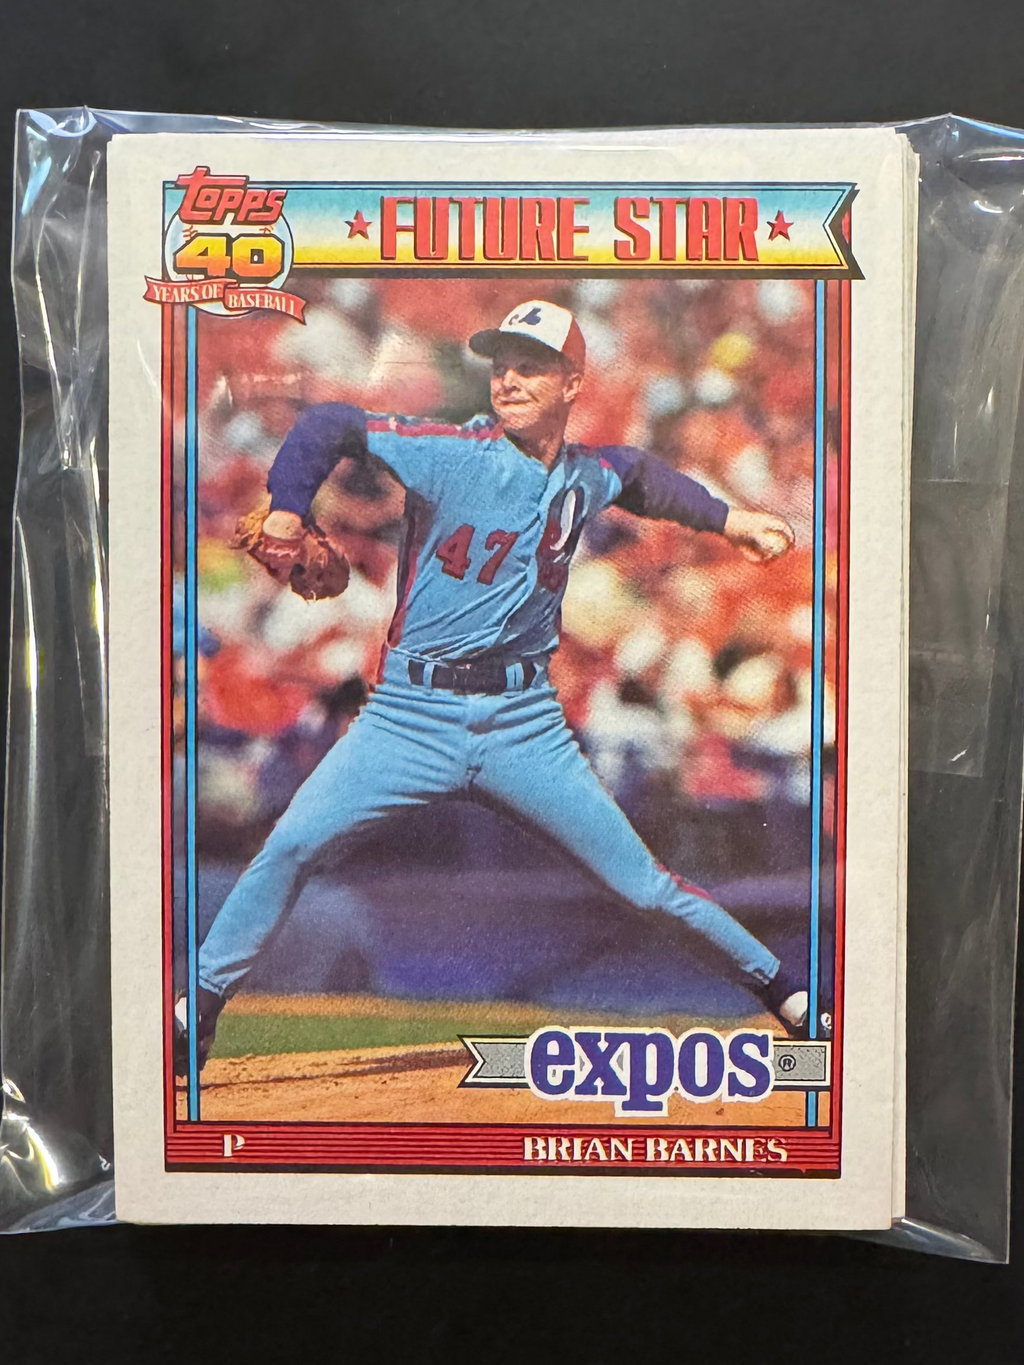 Topps
40
YEARS OF BASEBALL
★ FUTURE STAR ★
47
expos®
P
BRIAN BARNES